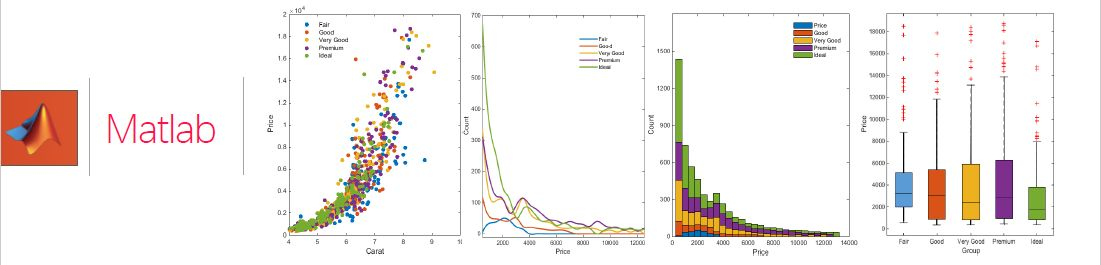 Matlab
× 10⁴
2
1.8
1.6
1.4
1.2
1
0.8
0.6
0.4
0.2
0
Price
4 5 6 7 8 9 10
Carat
Fair
Good
Very Good
Premium
Ideal
700
600
500
400
300
200
100
0
Count
2000 4000 6000 8000 10000 12000
Price
Fair
Good
Very Good
Premium
Ideal
1500
1200
900
600
300
0
Count
0 2000 4000 6000 8000 10000 12000 14000
Price
Price
Good
Very Good
Premium
Ideal
18000
16000
14000
12000
10000
8000
6000
4000
2000
0
Price
Fair Good Very Good Premium Ideal
Group